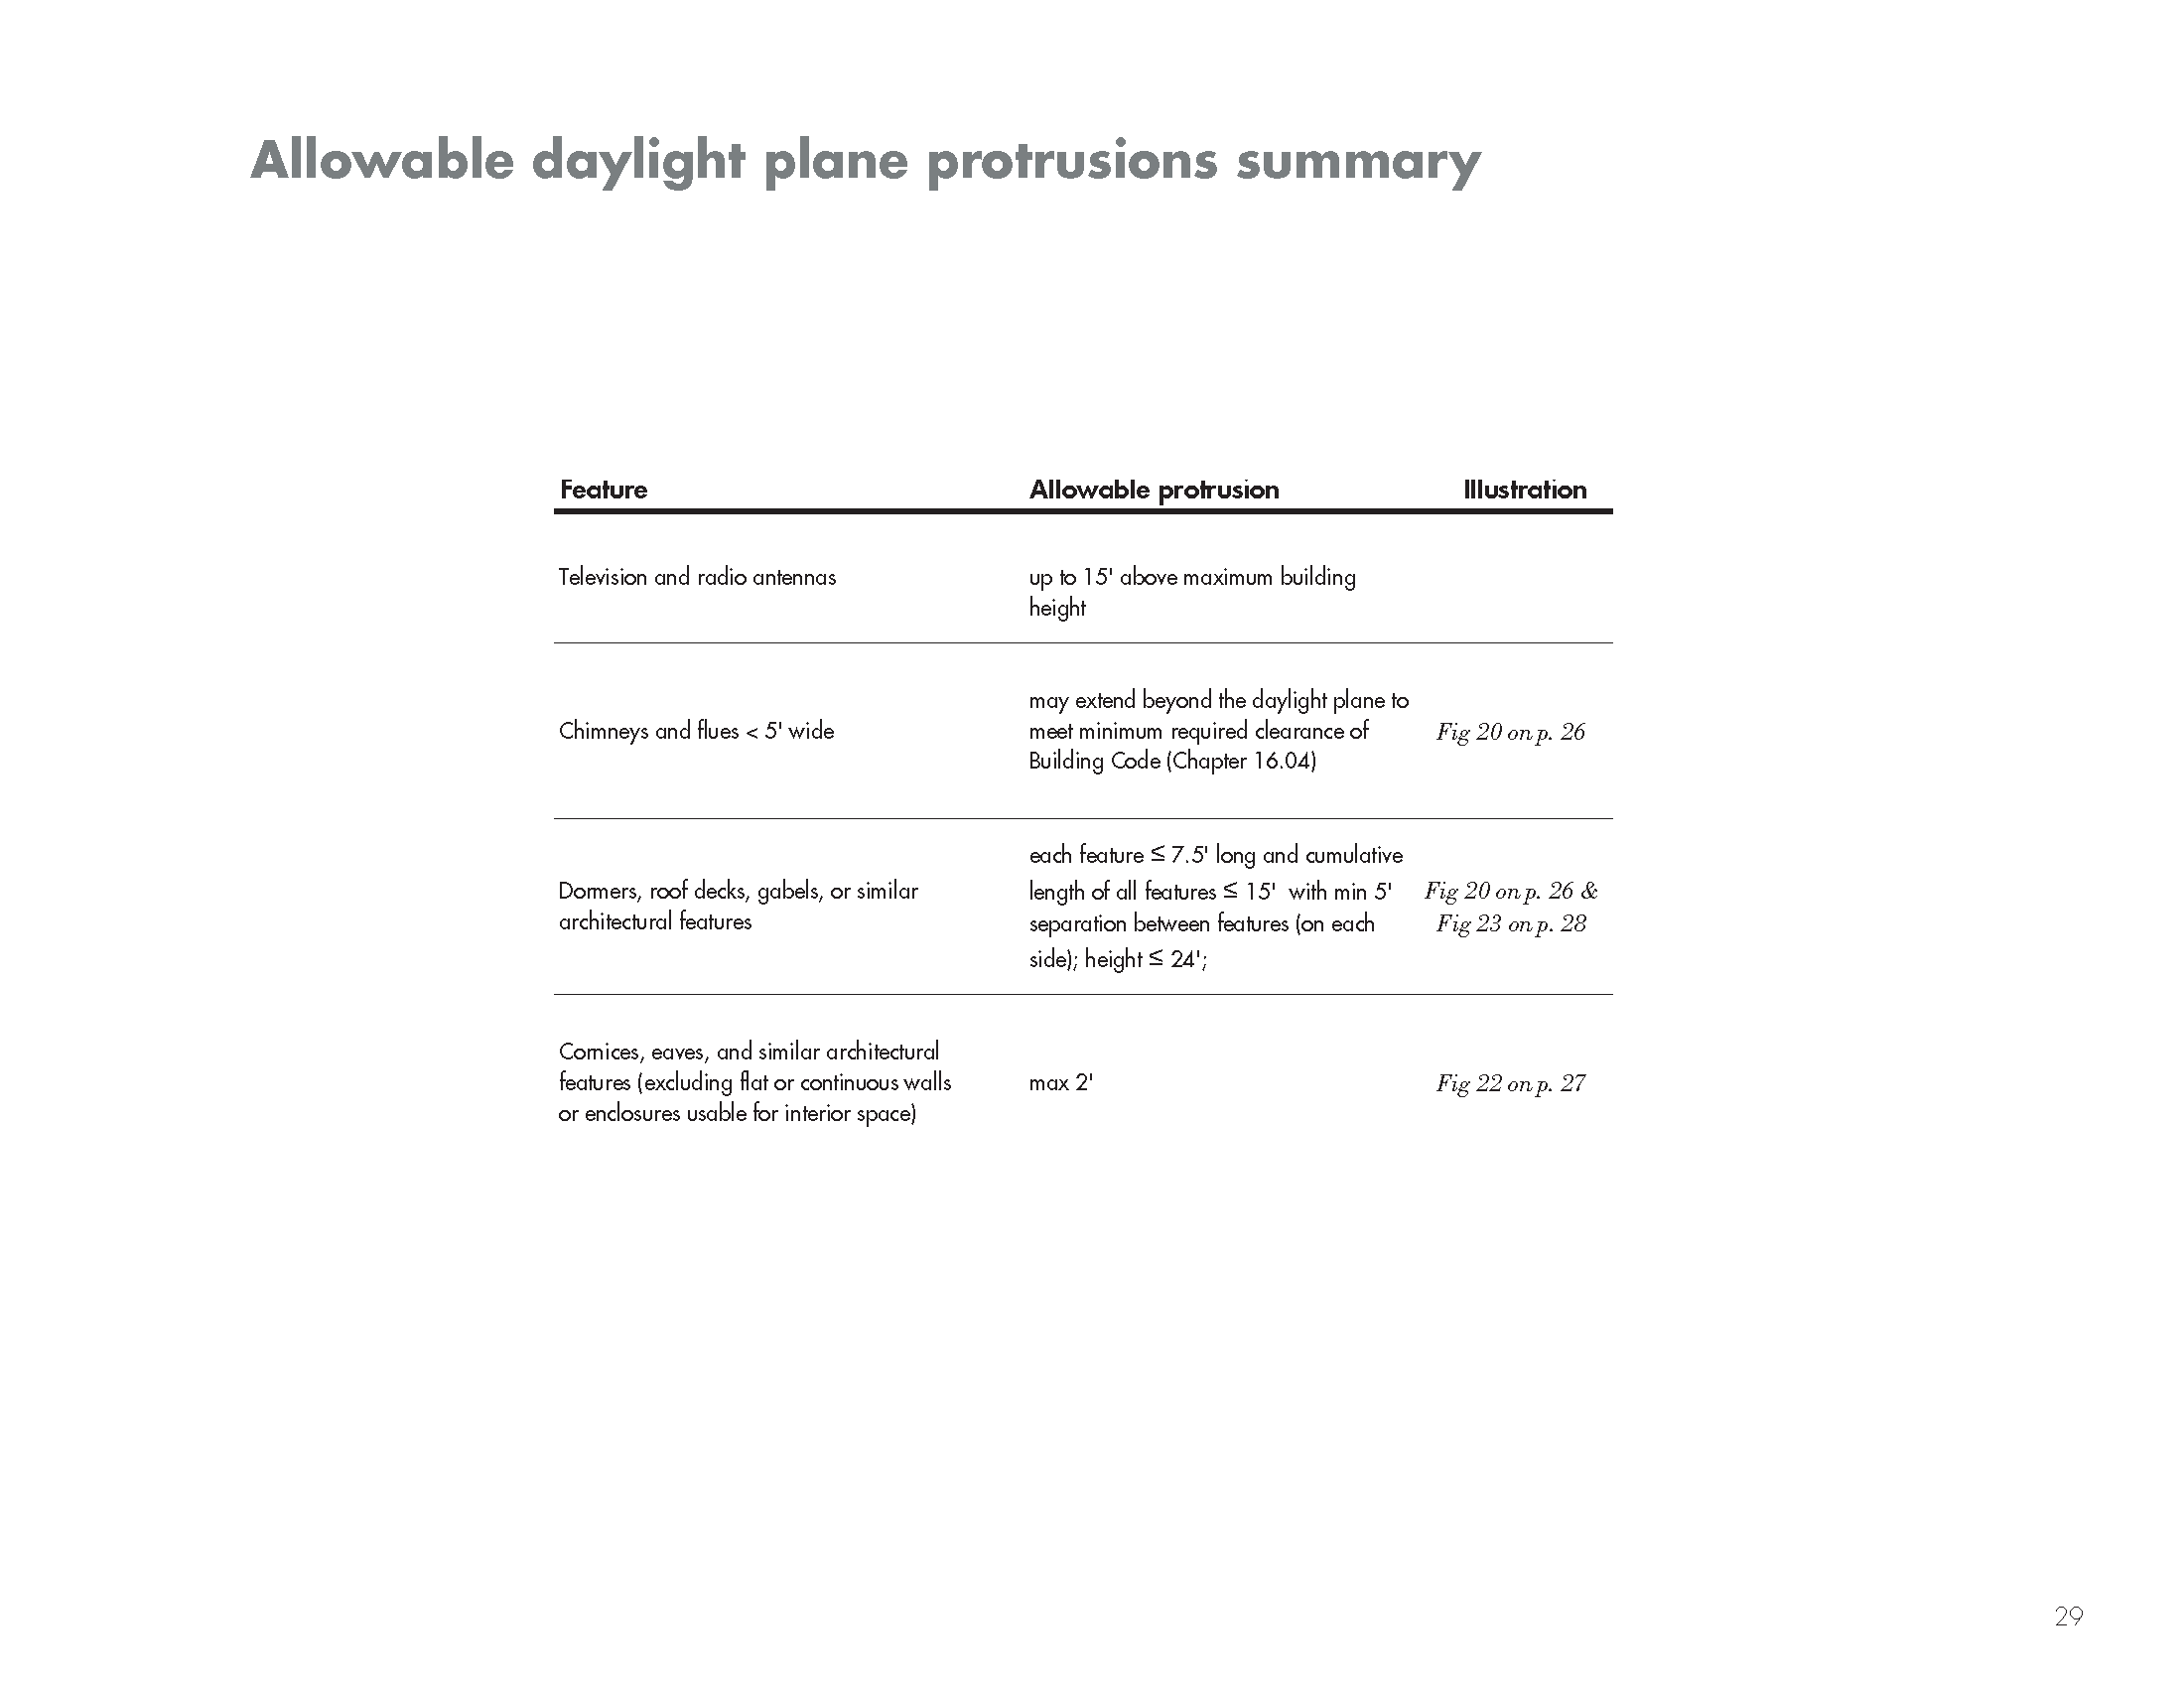 Allowable daylight plane protrusions summary
Feature Allowable protrusion Illustration
Television and radio antennas
up to 15' above maximum building
height
Chimneys and flues < 5' wide
may extend beyond the daylight plane to
meet minimum required clearance of
Building Code (Chapter 16.04)
Fig 20 on p. 26
Dormers, roof decks, gabels, or similar
architectural features
each feature ≤ 7.5' long and cumulative
length of all features ≤ 15' with min 5'
separation between features (on each
side); height ≤ 24';
Fig 20 on p. 26 &
Fig 23 on p. 28
Cornices, eaves, and similar architectural
features (excluding flat or continuous walls
or enclosures usable for interior space)
max 2'
Fig 22 on p. 27
29